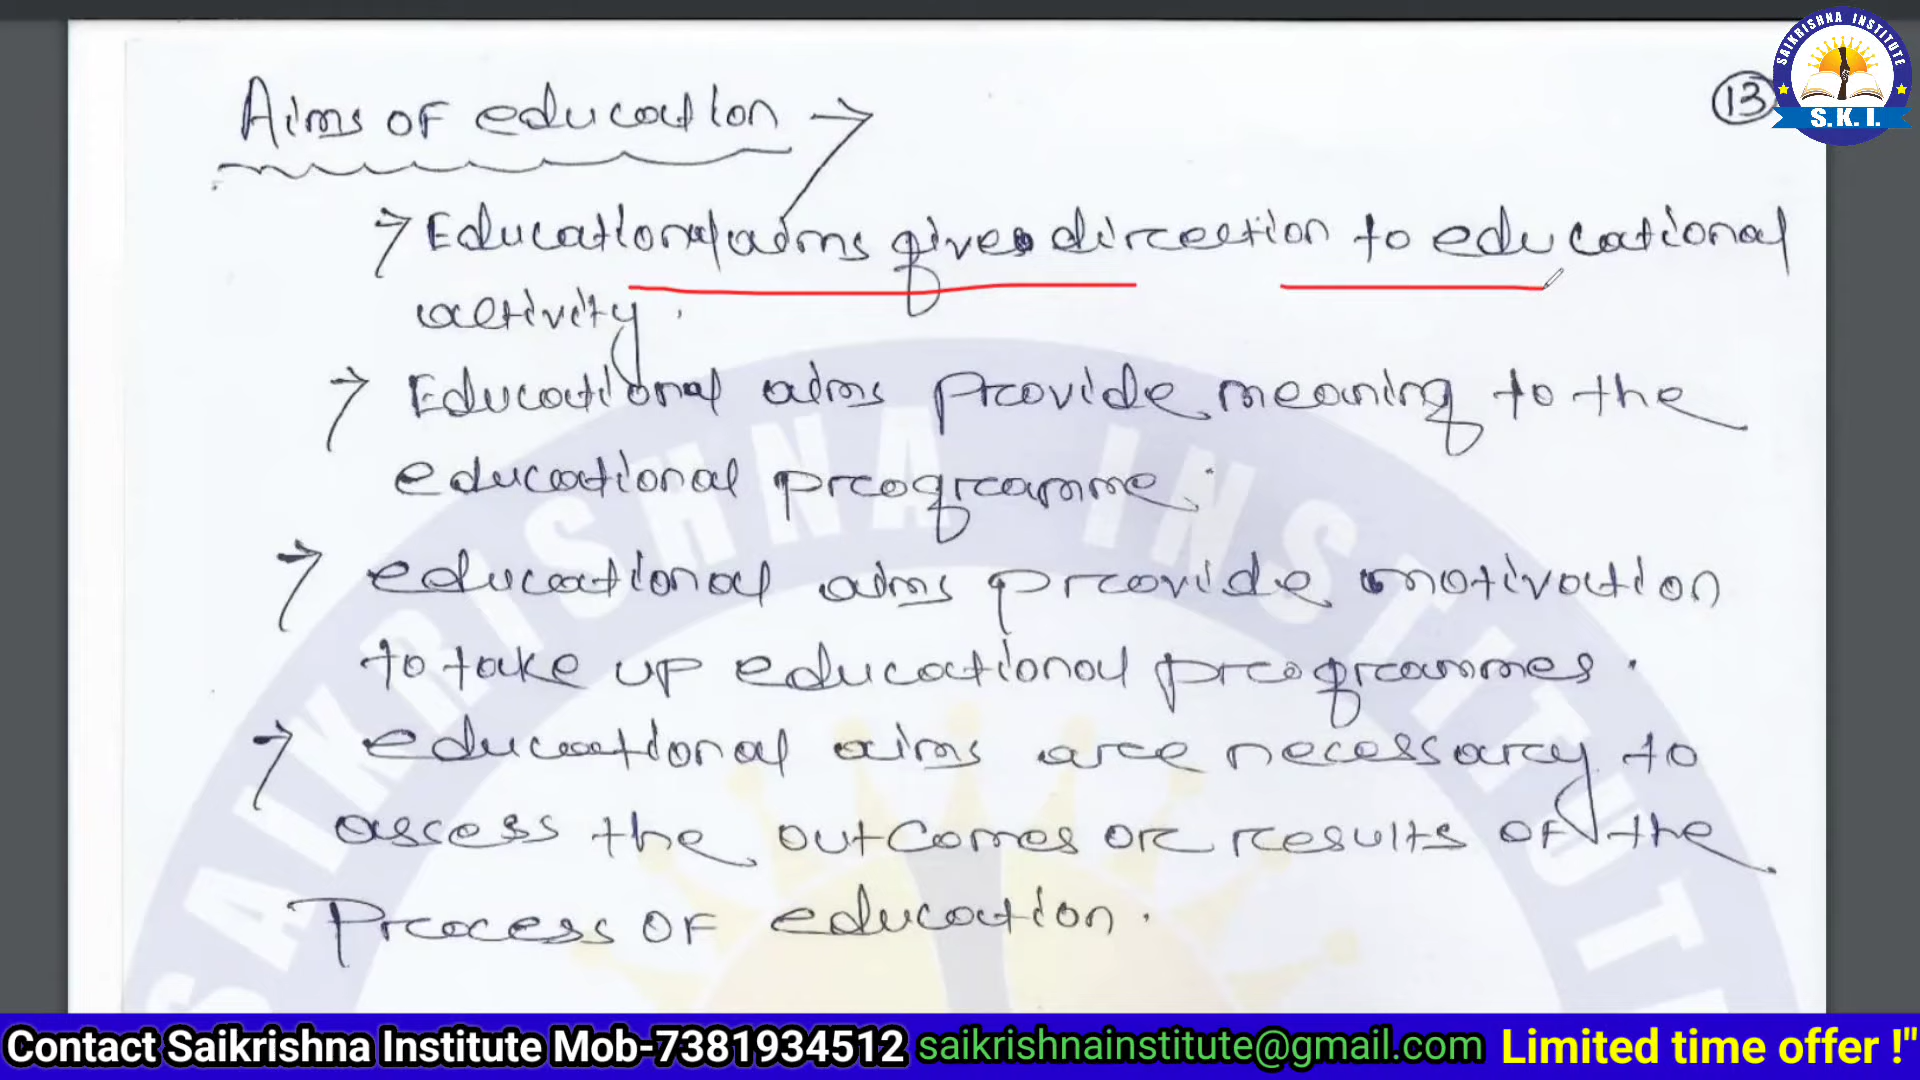 Aims of education →
13
SAIKRISHNA INSTITUTE
S.K.I.
→ Educational aims gives direction to educational
activity.
→ Educational aims provide meaning to the
educational programme.
→ educational aims provide motivation
to take up educational programmes.
→ educational aims are necessary to
assess the outcomes or results of the
Process of education.
SAIKRISHNA INSTITUT
Contact Saikrishna Institute Mob-7381934512 saikrishnainstitute@gmail.com Limited time offer !"